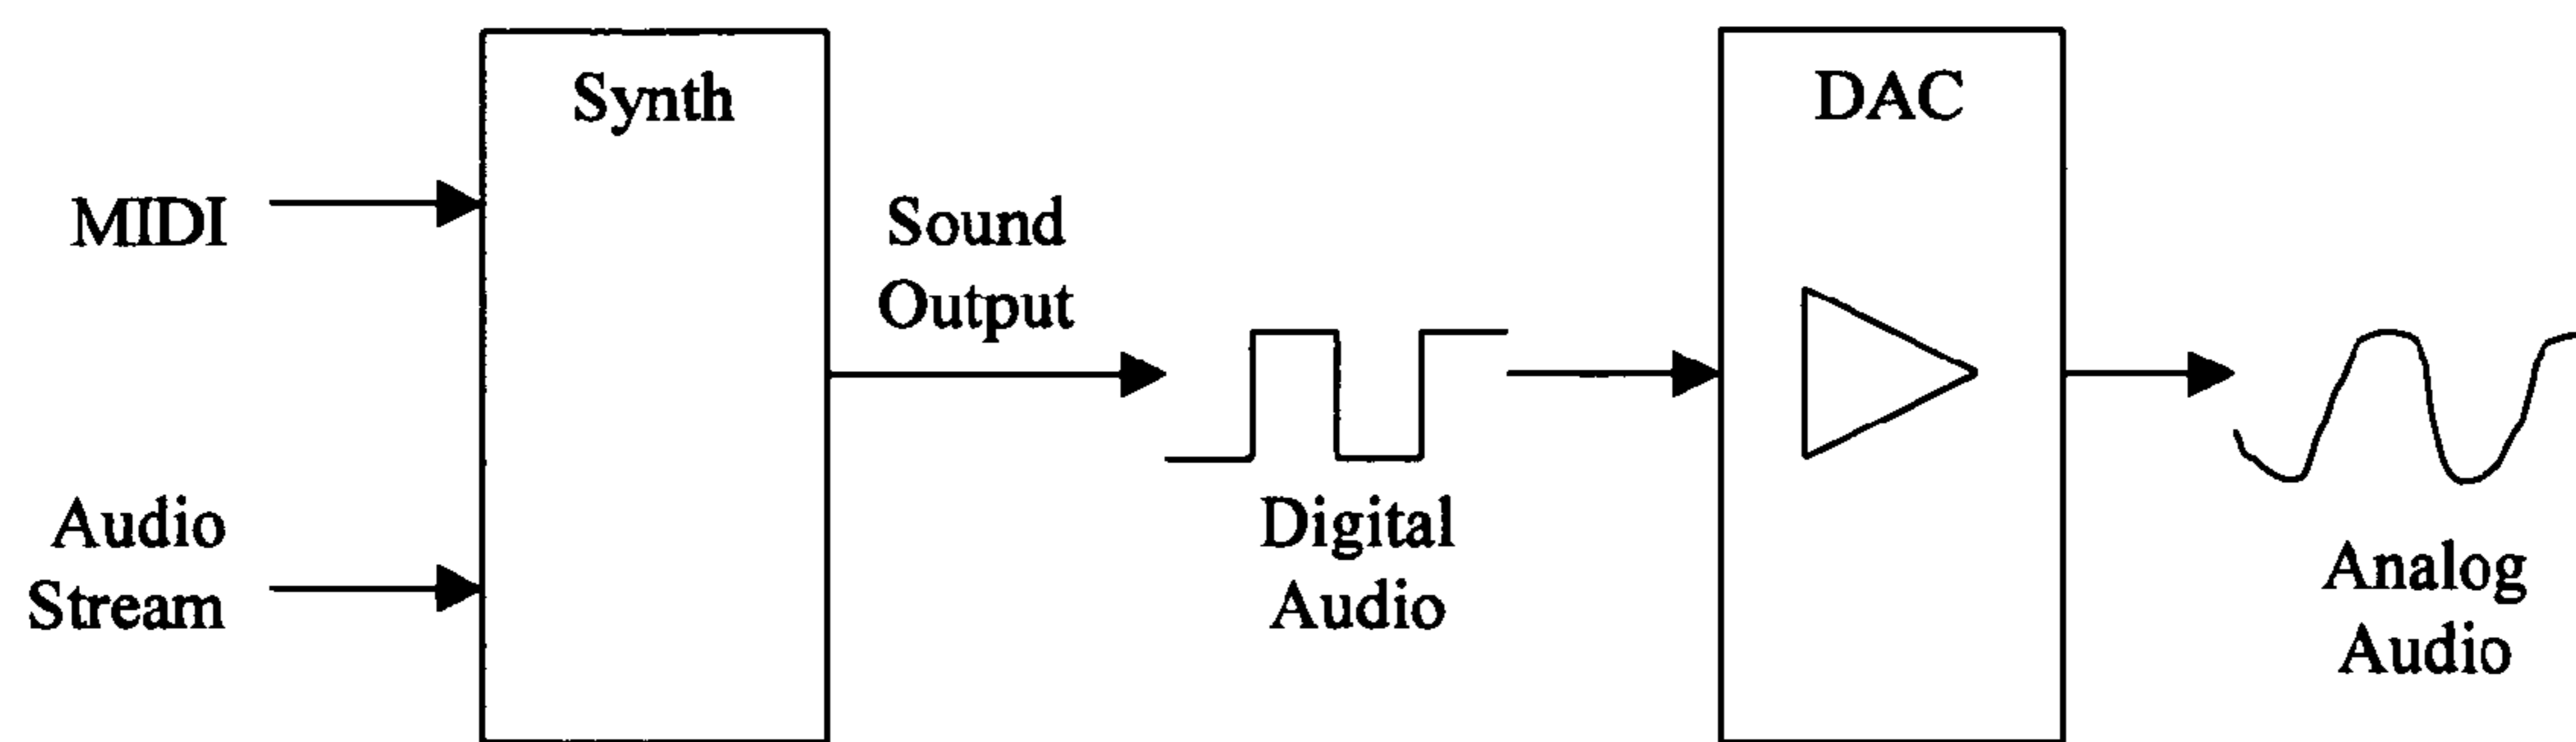 Synth
DAC
MIDI
Sound
Output
Audio
Stream
Digital
Audio
Analog
Audio